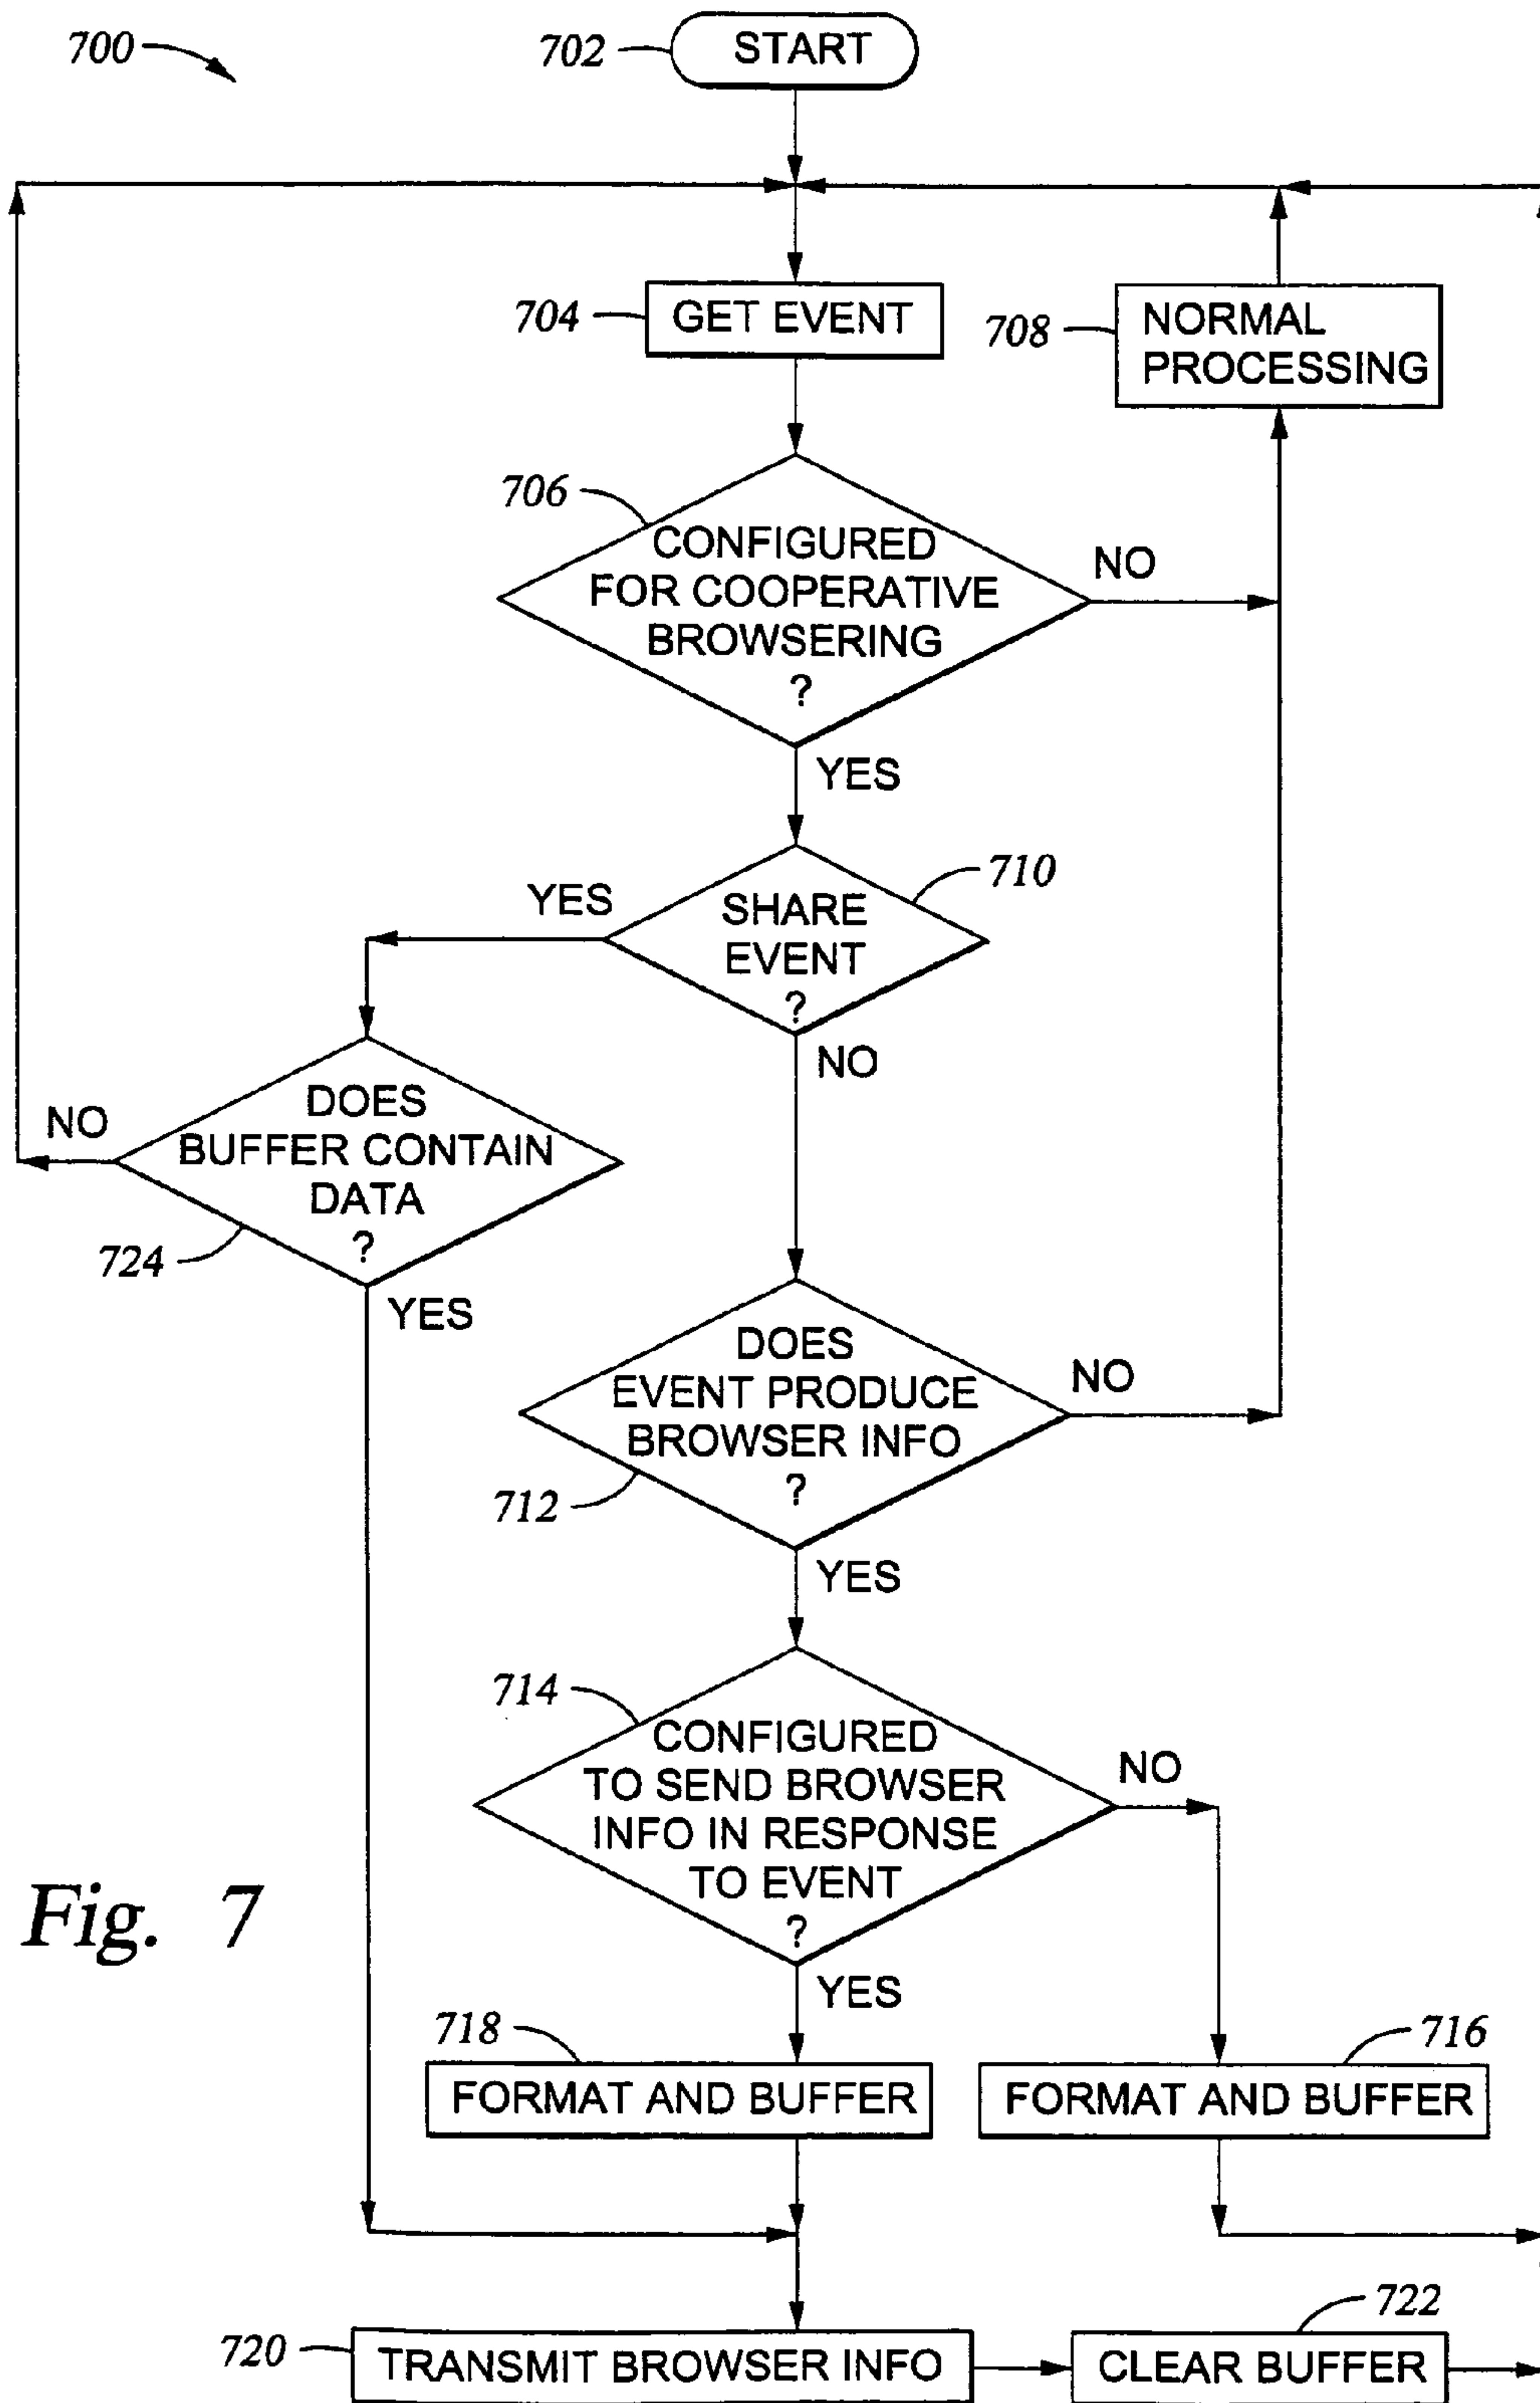 700
702
START
704
GET EVENT
708
NORMAL
PROCESSING
706
CONFIGURED
FOR COOPERATIVE
BROWSERING
?
NO
YES
710
SHARE
EVENT
?
YES
NO
724
DOES
BUFFER CONTAIN
DATA
?
NO
YES
712
DOES
EVENT PRODUCE
BROWSER INFO
?
NO
YES
714
CONFIGURED
TO SEND BROWSER
INFO IN RESPONSE
TO EVENT
?
NO
YES
Fig. 7
718
FORMAT AND BUFFER
716
FORMAT AND BUFFER
720
TRANSMIT BROWSER INFO
722
CLEAR BUFFER